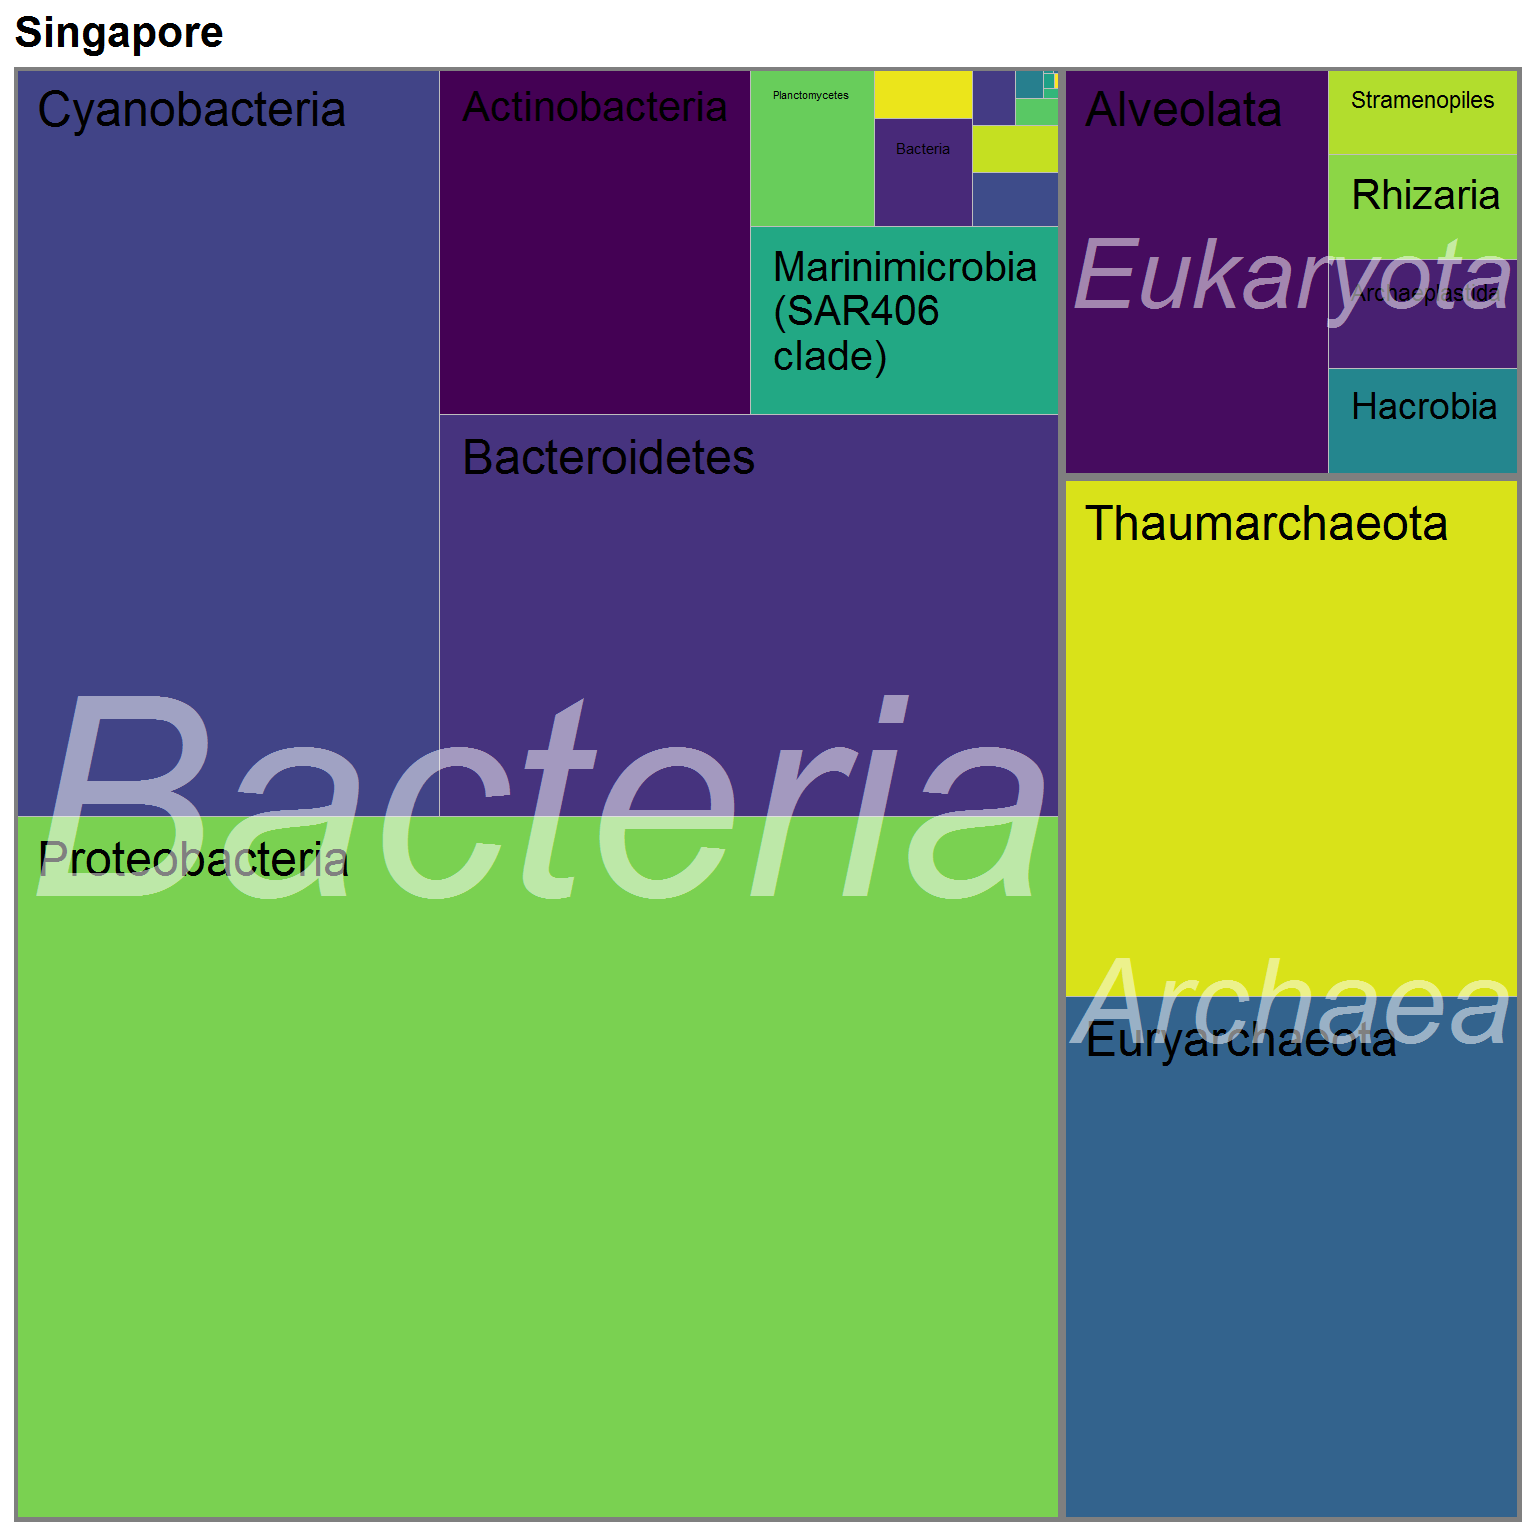 Singapore
Cyanobacteria
Actinobacteria
Planctomycetes
Bacteria
Marinimicrobia
(SAR406
clade)
Bacteroidetes
Bacteria
Proteobacteria
Alveolata
Stramenopiles
Rhizaria
Eukaryota
Archaeplastida
Hacrobia
Thaumarchaeota
Archaea
Euryarchaeota